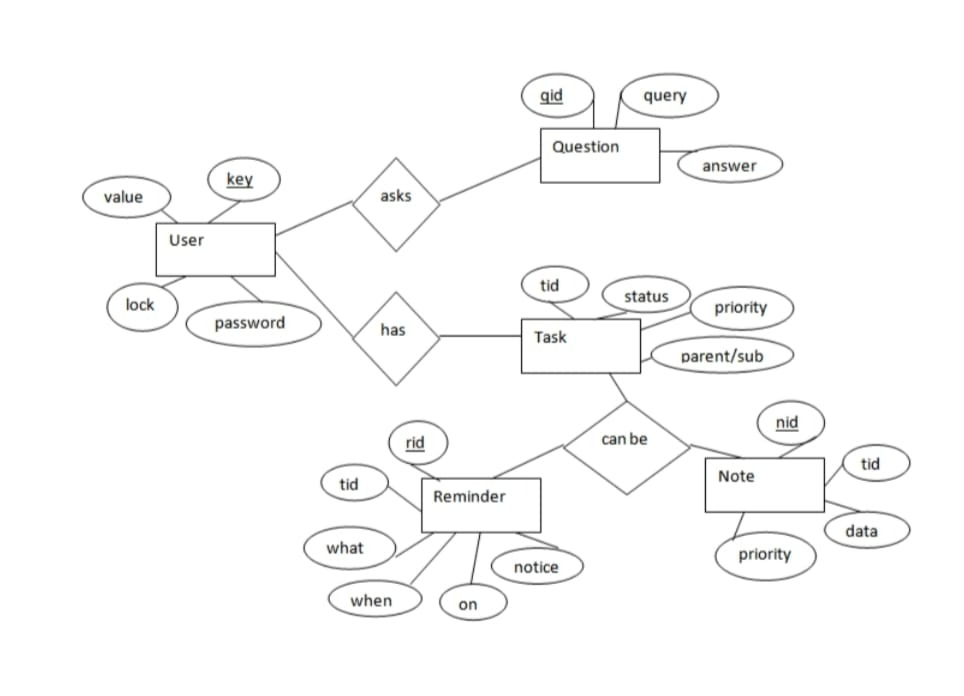 qid
query
Question
answer
key
value
asks
User
lock
password
has
tid
status
priority
Task
parent/sub
can be
nid
rid
tid
Note
tid
Reminder
data
what
priority
notice
when
on